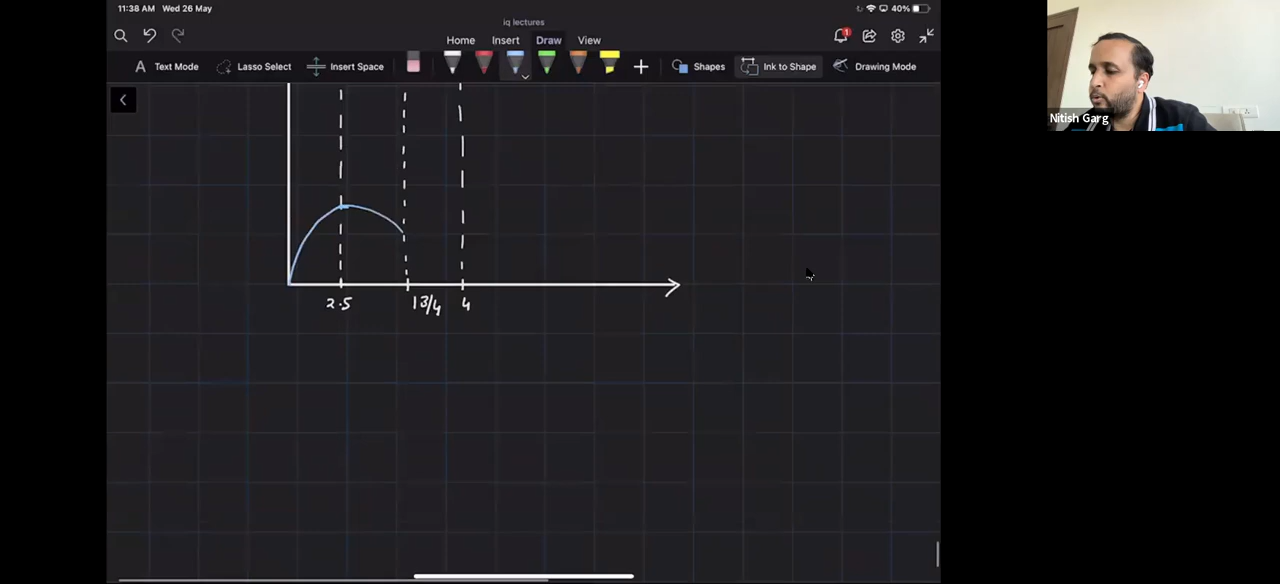 11:38 AM Wed 26 May
40%
iq lectures
Home Insert Draw View
1
A Text Mode Lasso Select Insert Space Shapes Ink to Shape Drawing Mode
Nitish Garg
2.5 13/4 4